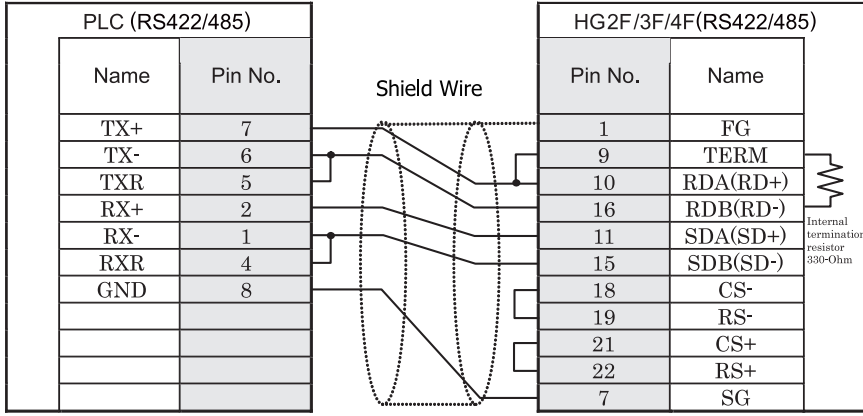 PLC (RS422/485) HG2F/3F/4F(RS422/485)
Name Pin No. Shield Wire Pin No. Name
TX+ 7 1 FG
TX- 6 9 TERM
TXR 5 10 RDA(RD+)
RX+ 2 16 RDB(RD-)
RX- 1 11 SDA(SD+)
RXR 4 15 SDB(SD-)
GND 8 18 CS-
19 RS-
21 CS+
22 RS+
7 SG
Internal
termination
resistor
330-Ohm